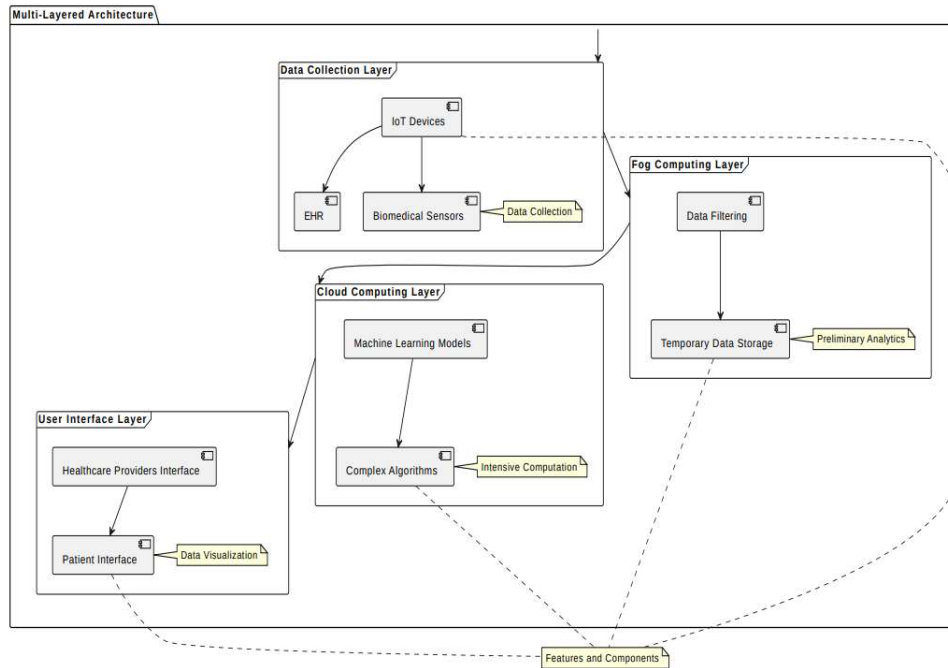 Multi-Layered Architecture
Data Collection Layer
IoT Devices
EHR
Biomedical Sensors
Data Collection
Fog Computing Layer
Data Filtering
Temporary Data Storage
Preliminary Analytics
Cloud Computing Layer
Machine Learning Models
Complex Algorithms
Intensive Computation
User Interface Layer
Healthcare Providers Interface
Patient Interface
Data Visualization
Features and Components